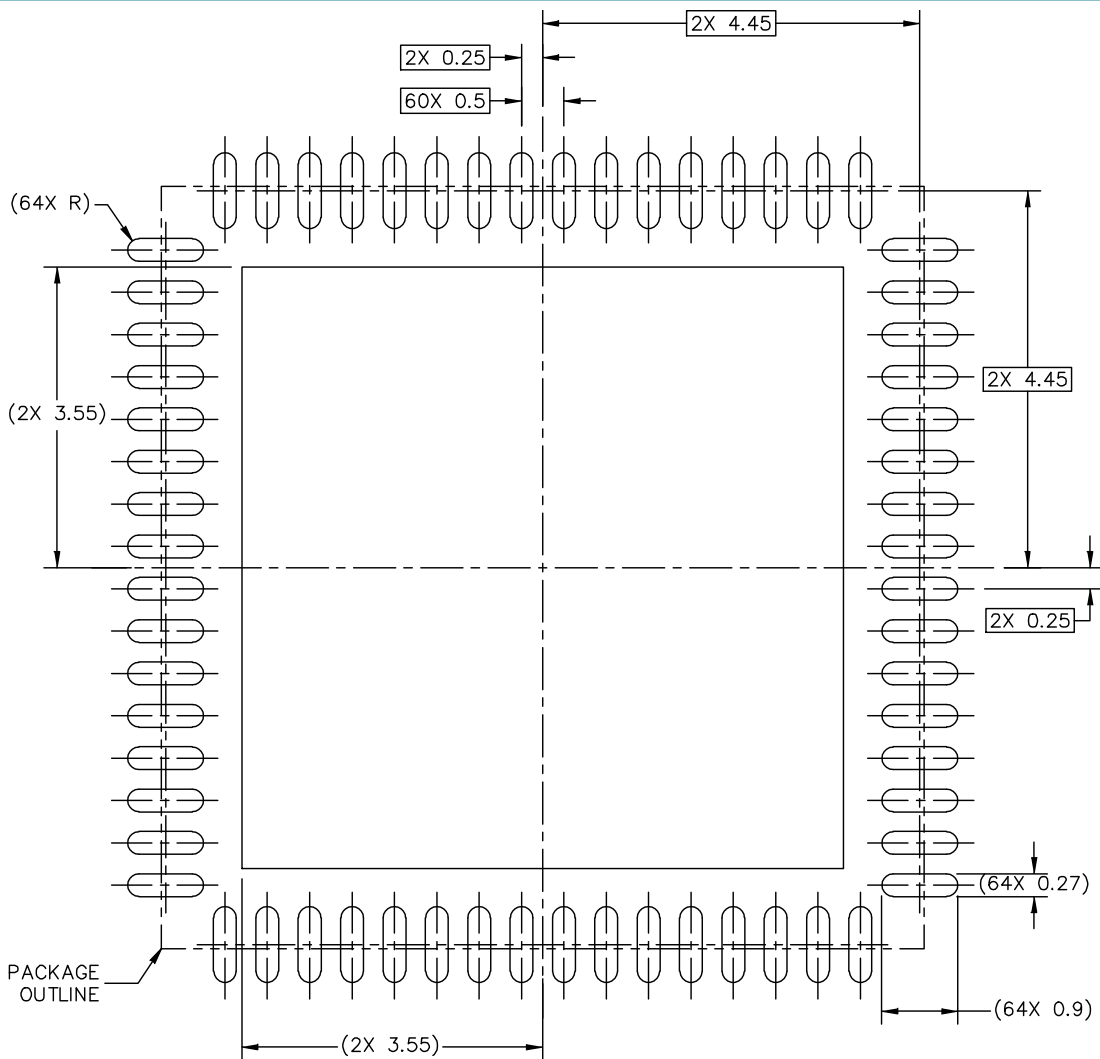 2X 4.45
2X 0.25
60X 0.5
(64X R)
2X 4.45
(2X 3.55)
2X 0.25
(64X 0.27)
PACKAGE
OUTLINE
(64X 0.9)
(2X 3.55)